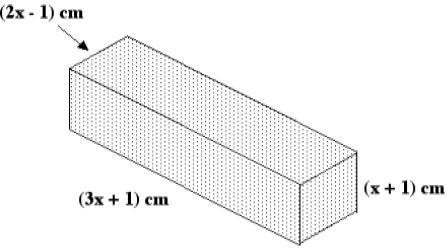 (2x - 1) cm
(3x + 1) cm
(x + 1) cm